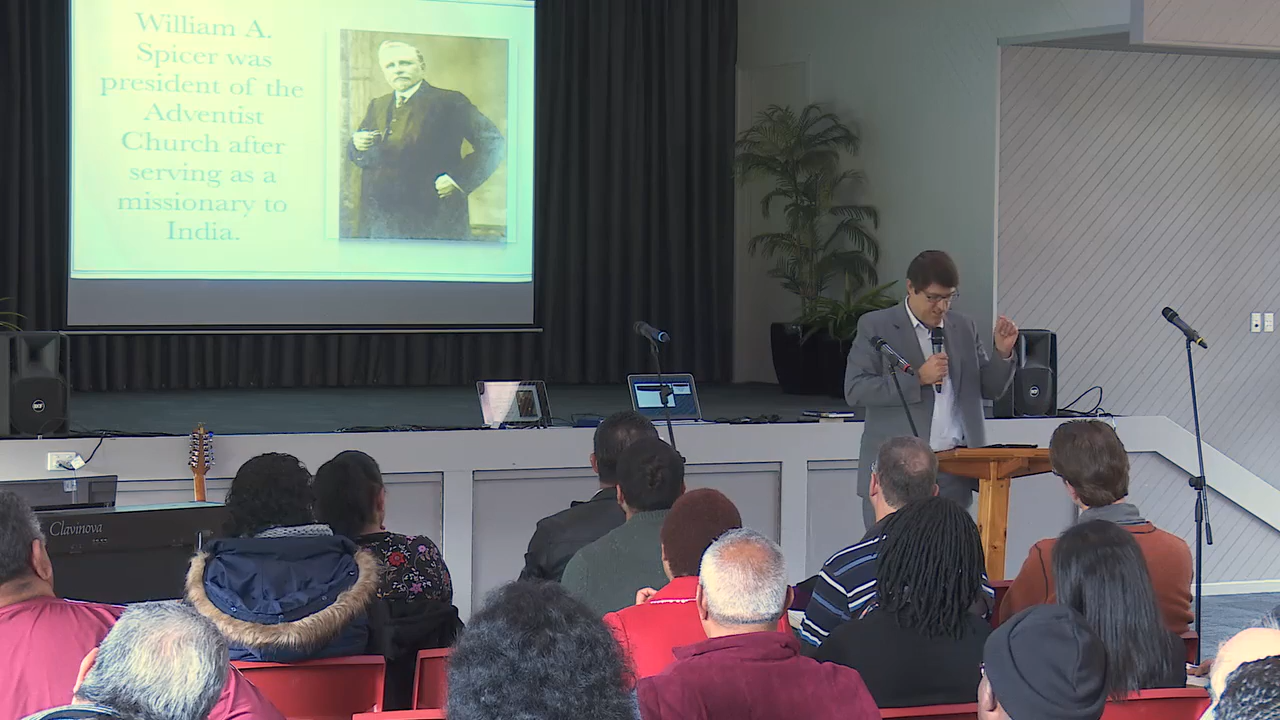 William A.
Spicer was
president of the
Adventist
Church after
serving as a
missionary to
India.
Clavinova